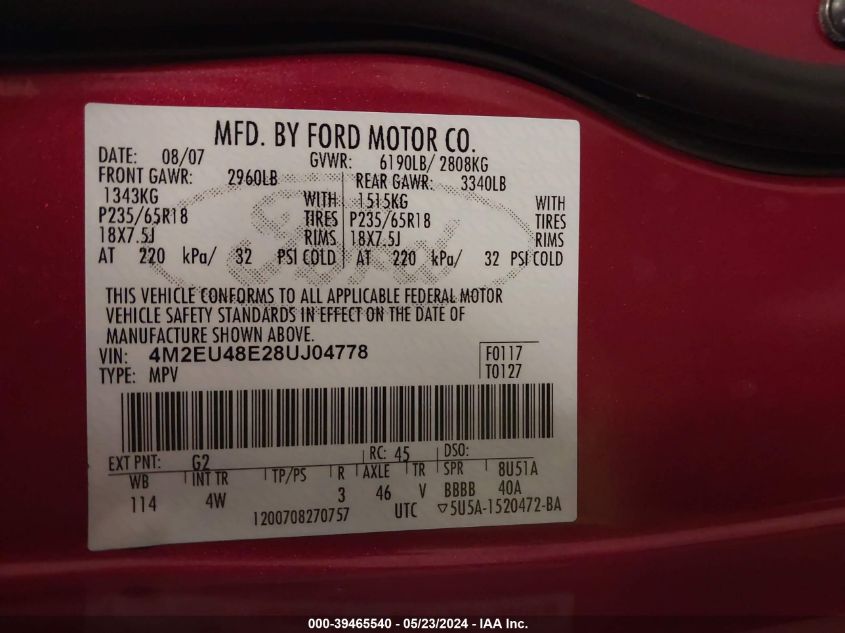 MFD. BY FORD MOTOR CO.
DATE: 08/07 GVWR: 6190LB/ 2808KG
FRONT GAWR: 2960LB REAR GAWR: 3340LB
1343KG WITH 1515KG WITH
P235/65R18 TIRES P235/65R18 TIRES
18X7.5J RIMS 18X7.5J RIMS
AT 220 kPa/ 32 PSI COLD AT 220 kPa/ 32 PSI COLD
Ford
THIS VEHICLE CONFORMS TO ALL APPLICABLE FEDERAL MOTOR
VEHICLE SAFETY STANDARDS IN EFFECT ON THE DATE OF
MANUFACTURE SHOWN ABOVE.
VIN: 4M2EU48E28UJ04778 F0117
TYPE: MPV T0127
EXT PNT: G2 RC: 45 DSO:
WB INT TR TP/PS R AXLE TR SPR 8U51A
114 4W 3 46 V BBBB 40A
1200708270757 UTC ▽5U5A-1520472-BA
000-39465540 - 05/23/2024 - IAA Inc.